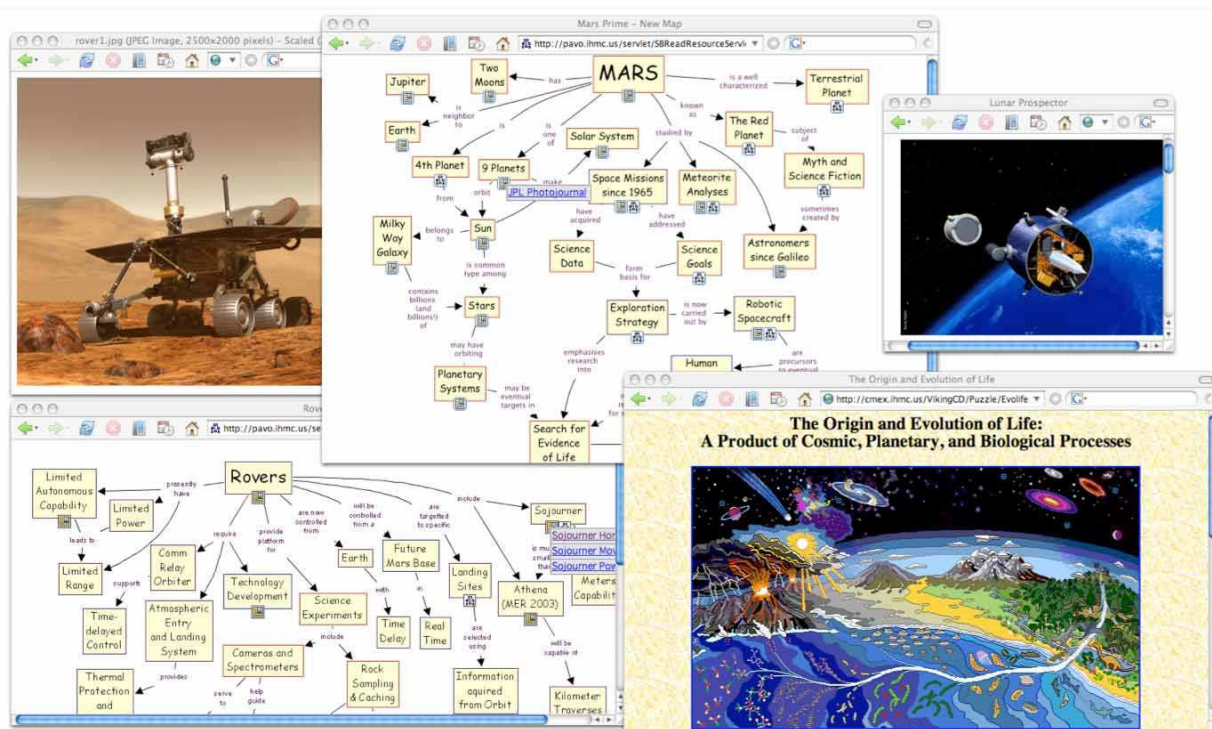 rover1.jpg (JPEG Image, 2500x2000 pixels) – Scaled (
Mars Prime – New Map
http://pavo.ihmc.us/servlet/SBReadResourceServl
MARS
Jupiter
Two
Moons
has
is a well
characterized
Terrestrial
Planet
is
neighbor
to
Earth
is
is
one
of
Solar System
studied by
known
as
The Red
Planet
subject
of
4th Planet
9 Planets
make
JPL Photojournal
Space Missions
since 1965
Meteorite
Analyses
Myth and
Science Fiction
from
orbit
have
acquired
have
addressed
sometimes
created by
Milky
Way
Galaxy
belongs
to
Sun
Science
Data
Science
Goals
Astronomers
since Galileo
is common
type among
form
basis for
contains
billions
(and
billions!)
of
Stars
Exploration
Strategy
is now
carried
out by
Robotic
Spacecraft
may have
orbiting
emphasises
research
into
Human
are
precursors
to eventual
Planetary
Systems
may be
eventual
targets in
Search for
Evidence
of Life
Lunar Prospector
http://pavo.ihmc.us/se
Rovers
Limited
Autonomous
Capability
presently
have
Limited
Power
leads to
Limited
Range
require
provide
platform
for
are now
controlled
from
will be
controlled
from a
are
targetted
to specific
include
Sojourner
Sojourner Hor
Sojourner Mov
Sojourner Pow
Comm
Relay
Orbiter
Technology
Development
Earth
Future
Mars Base
Landing
Sites
Athena
(MER 2003)
Meters
Capability
supports
Time-
delayed
Control
Atmospheric
Entry
and Landing
System
Science
Experiments
with
in
Time
Delay
Real
Time
are
selected
using
will be
capable of
include
Cameras and
Spectrometers
Rock
Sampling
& Caching
Information
aquired
from Orbit
Kilometer
Traverses
Thermal
Protection
and
provides
serve
to
help
guide
The Origin and Evolution of Life
http://cmex.ihmc.us/VikingCD/Puzzle/Evolife
The Origin and Evolution of Life:
A Product of Cosmic, Planetary, and Biological Processes